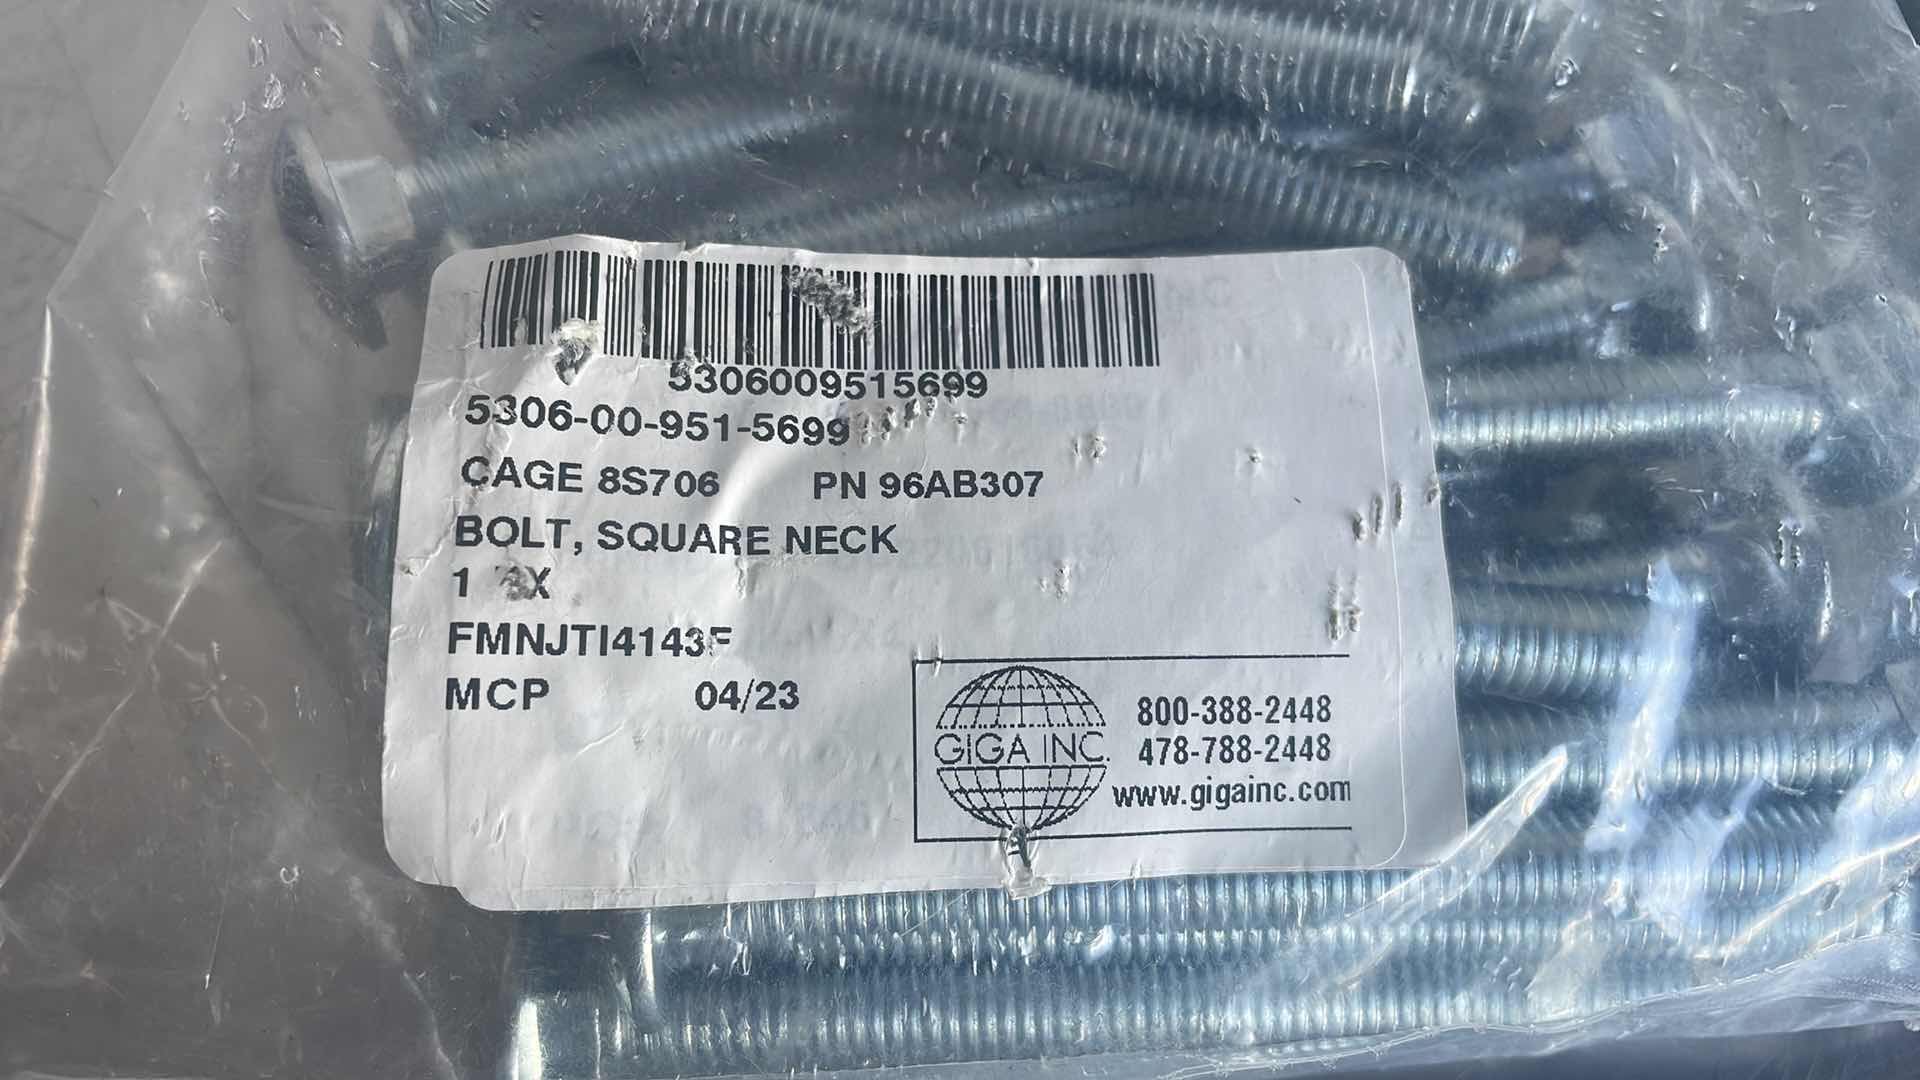 5306009515699
5306-00-951-5699
CAGE 8S706 PN 96AB307
BOLT, SQUARE NECK
1
FMNJTI4143F
MCP 04/23
GIGA INC.
800-388-2448
478-788-2448
www.gigainc.com